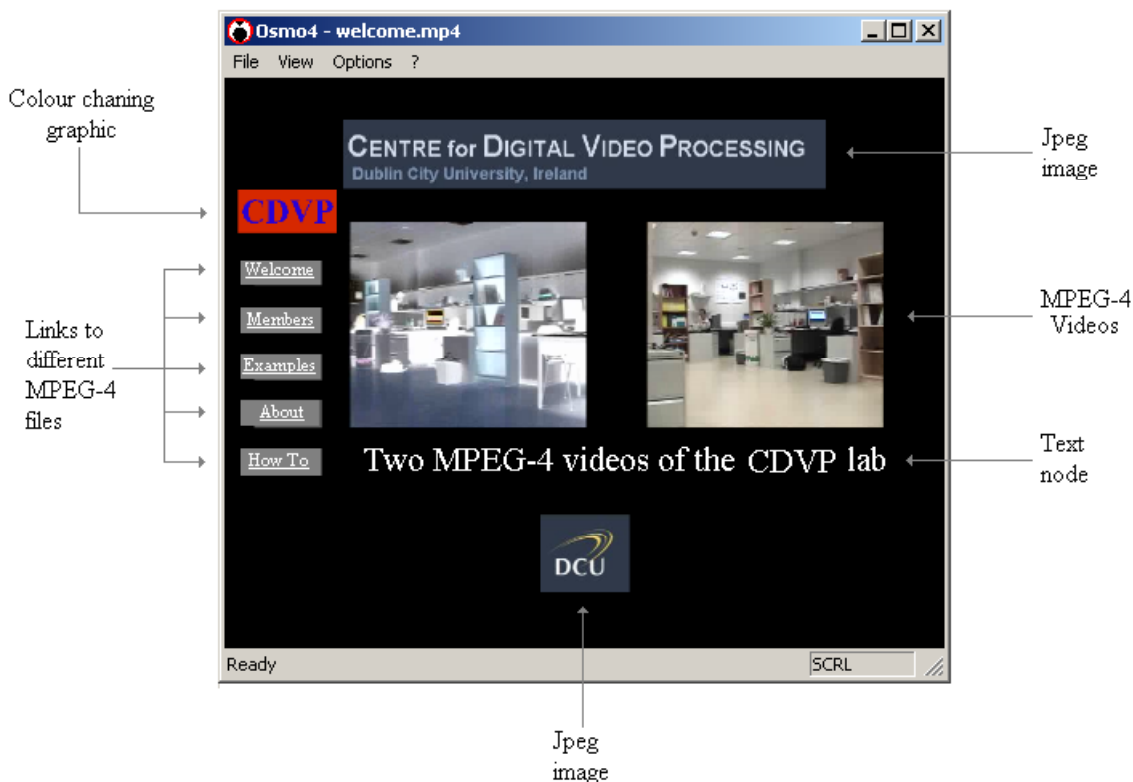 Osmo4 - welcome.mp4
File View Options ?
Colour chaning
graphic
CENTRE for DIGITAL VIDEO PROCESSING
Dublin City University, Ireland
Jpeg
image
CDVP
Welcome
Members
Examples
About
How To
Links to
different
MPEG-4
files
MPEG-4
Videos
Two MPEG-4 videos of the CDVP lab
Text
node
DCU
Ready
SCRL
Jpeg
image